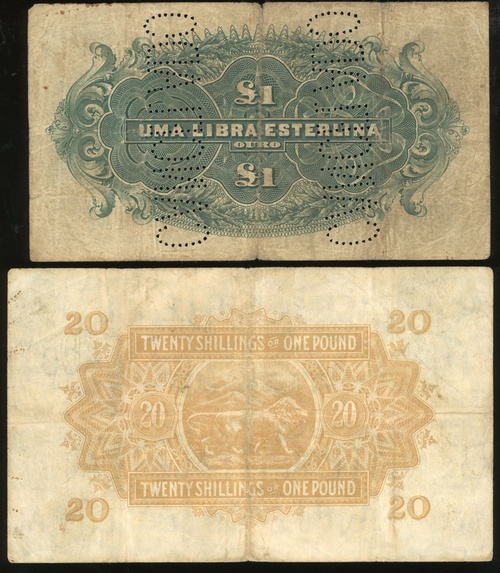 £1
UMA LIBRA ESTERLINA
OURO
£1
20 20
TWENTY SHILLINGS OR ONE POUND
20 20
TWENTY SHILLINGS OR ONE POUND
20 20